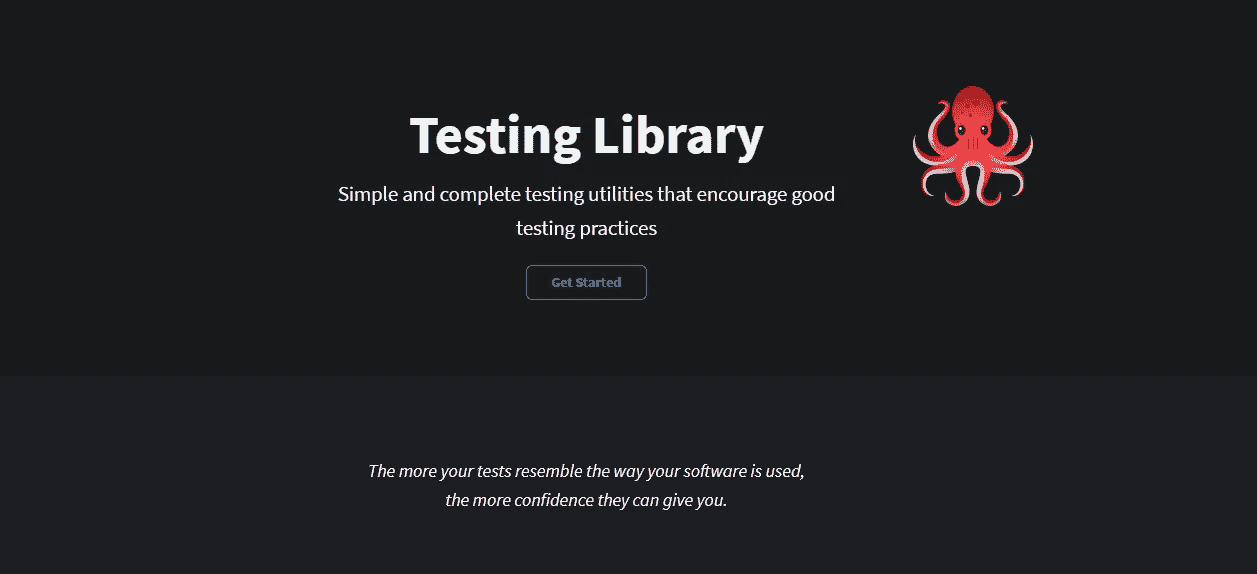 Testing Library
Simple and complete testing utilities that encourage good
testing practices
Get Started
The more your tests resemble the way your software is used,
the more confidence they can give you.